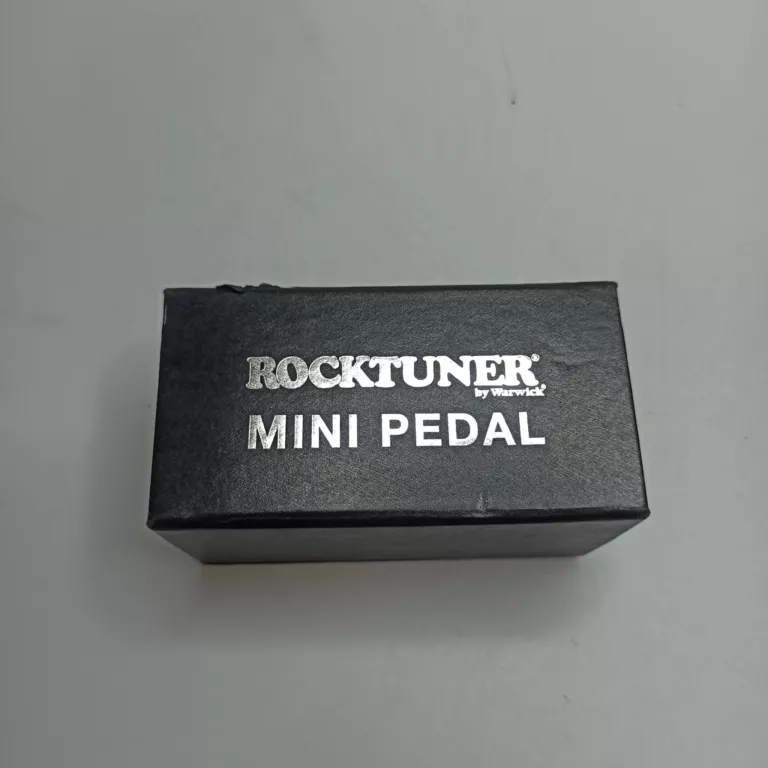 ROCKTUNER®
by Warwick®
MINI PEDAL